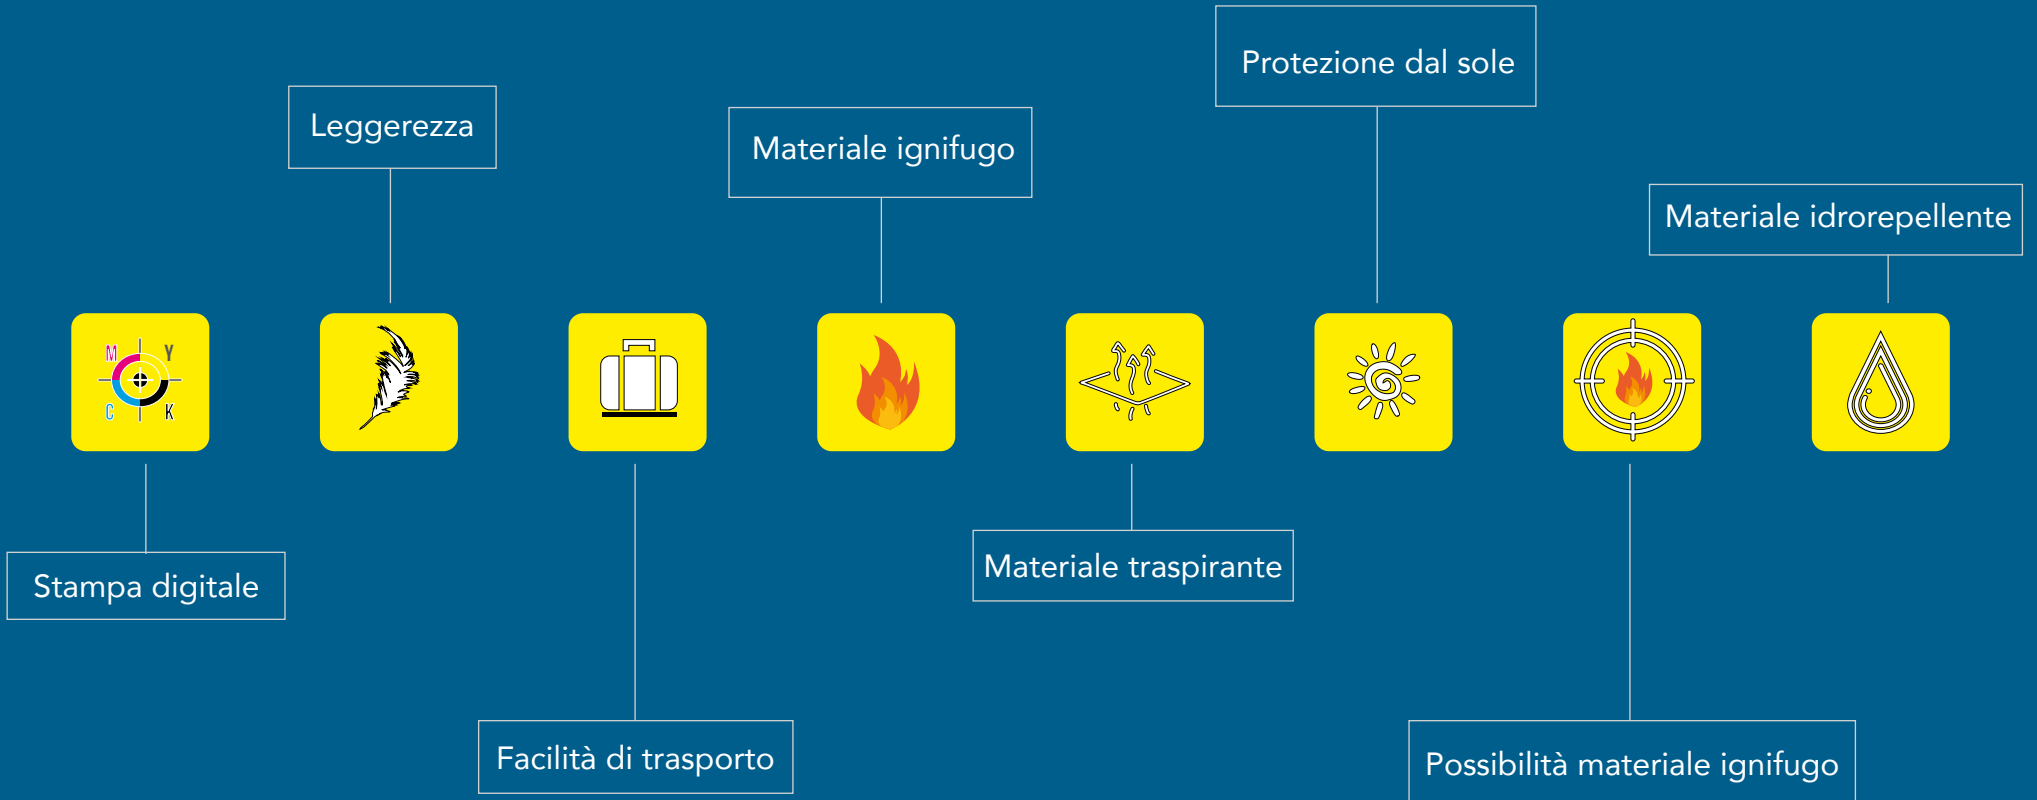 Protezione dal sole
Leggerezza
Materiale ignifugo
Materiale idrorepellente
M Y
C K
Stampa digitale
Materiale traspirante
Facilità di trasporto
Possibilità materiale ignifugo